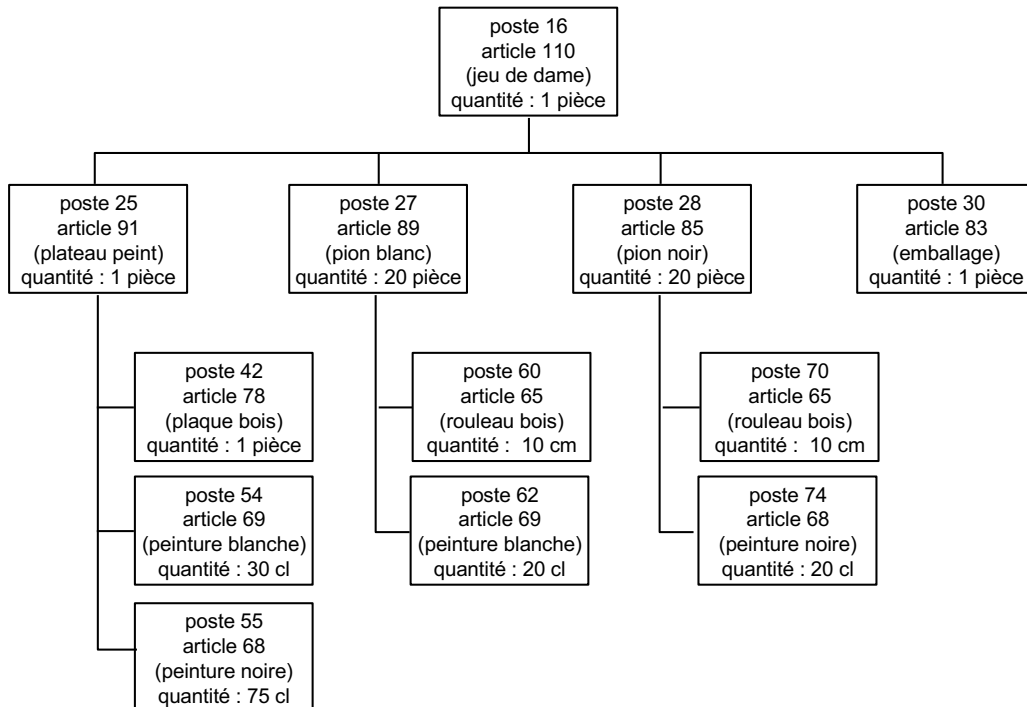 poste 16
article 110
(jeu de dame)
quantité : 1 pièce
poste 25
article 91
(plateau peint)
quantité : 1 pièce
poste 27
article 89
(pion blanc)
quantité : 20 pièce
poste 28
article 85
(pion noir)
quantité : 20 pièce
poste 30
article 83
(emballage)
quantité : 1 pièce
poste 42
article 78
(plaque bois)
quantité : 1 pièce
poste 54
article 69
(peinture blanche)
quantité : 30 cl
poste 55
article 68
(peinture noire)
quantité : 75 cl
poste 60
article 65
(rouleau bois)
quantité : 10 cm
poste 62
article 69
(peinture blanche)
quantité : 20 cl
poste 70
article 65
(rouleau bois)
quantité : 10 cm
poste 74
article 68
(peinture noire)
quantité : 20 cl